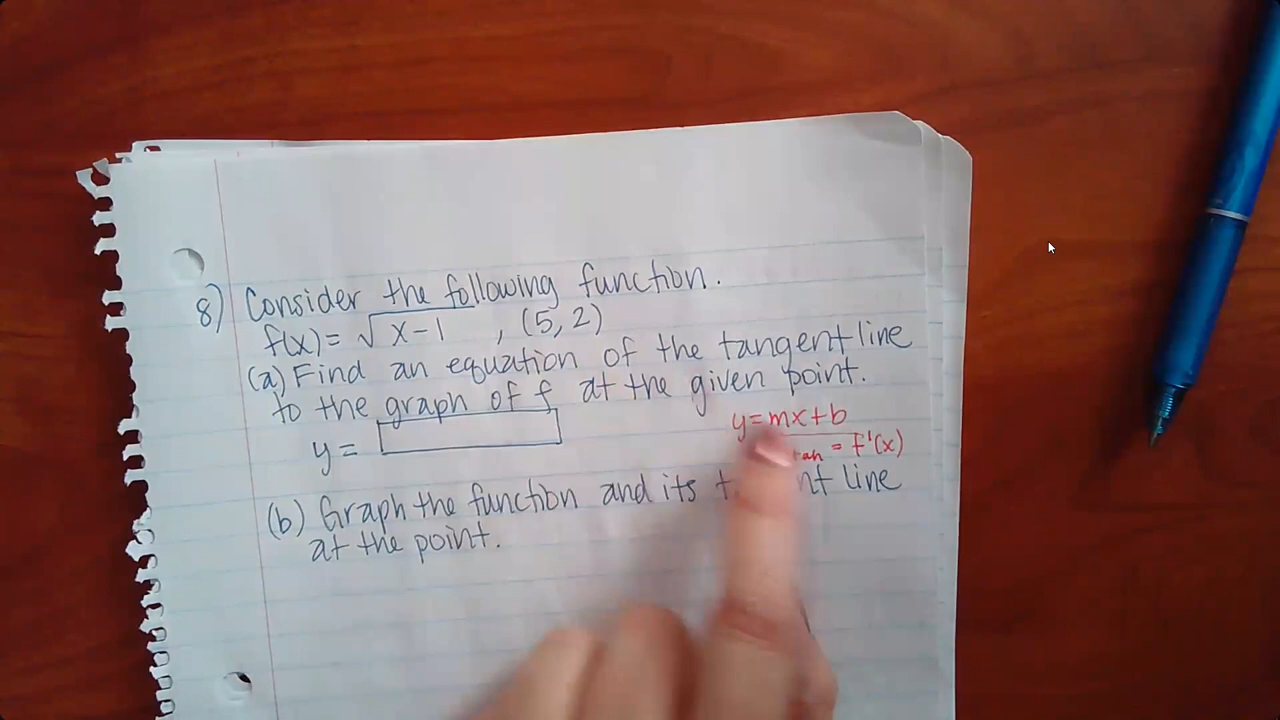 8) Consider the following function.
f(x) = √x-1 , (5, 2)
(a) Find an equation of the tangent line
to the graph of f at the given point.
y = 
y=mx+b
tan = f'(x)
(b) Graph the function and its line
at the point.